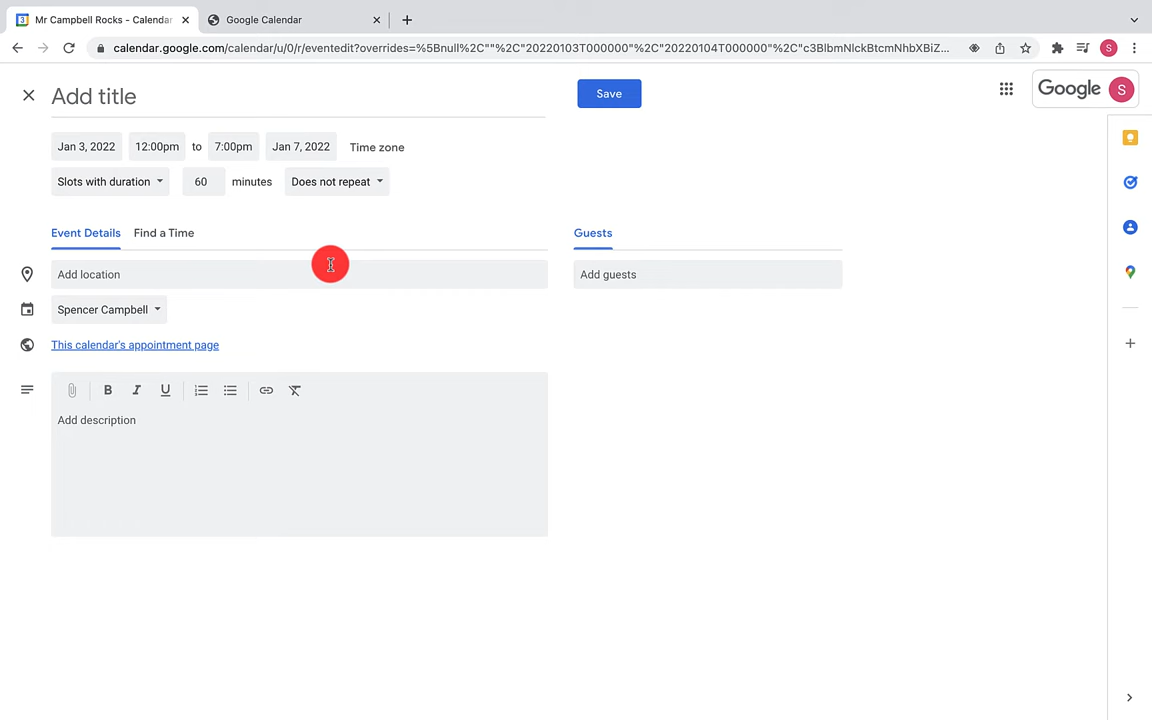 Mr Campbell Rocks - Calendar
Google Calendar
calendar.google.com/calendar/u/0/r/eventedit?overrides=%5Bnull%2C""%2C"20220103T000000"%2C"20220104T000000"%2C"c3BlbmNlckBtcmNhbXBiZ...
S
Add title
Save
Google
S
Jan 3, 2022
12:00pm
to
7:00pm
Jan 7, 2022
Time zone
Slots with duration
60
minutes
Does not repeat
Event Details
Find a Time
Guests
Add location
Add guests
Spencer Campbell
This calendar's appointment page
B I U
Add description